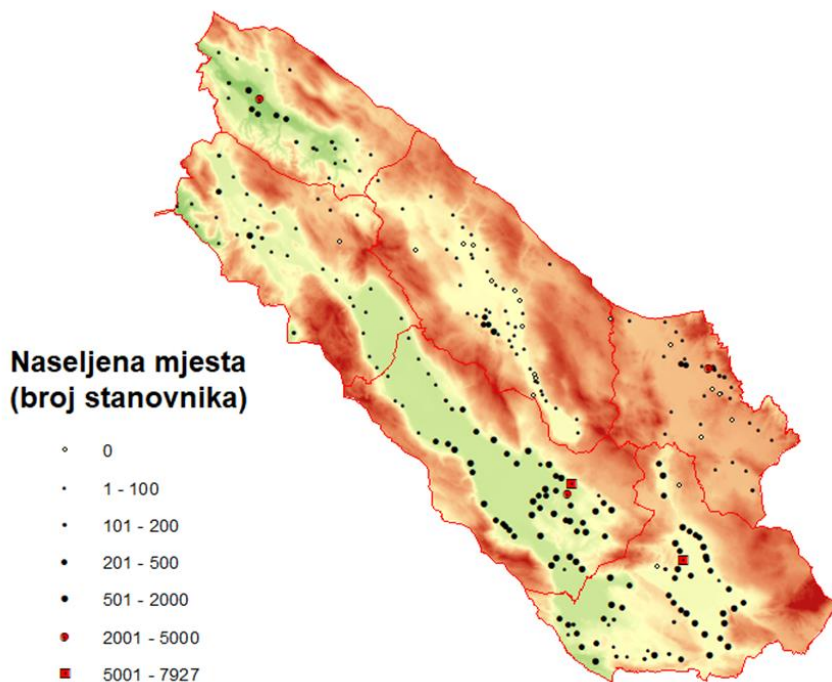 Naseljena mjesta
(broj stanovnika)
0
1 - 100
101 - 200
201 - 500
501 - 2000
2001 - 5000
5001 - 7927